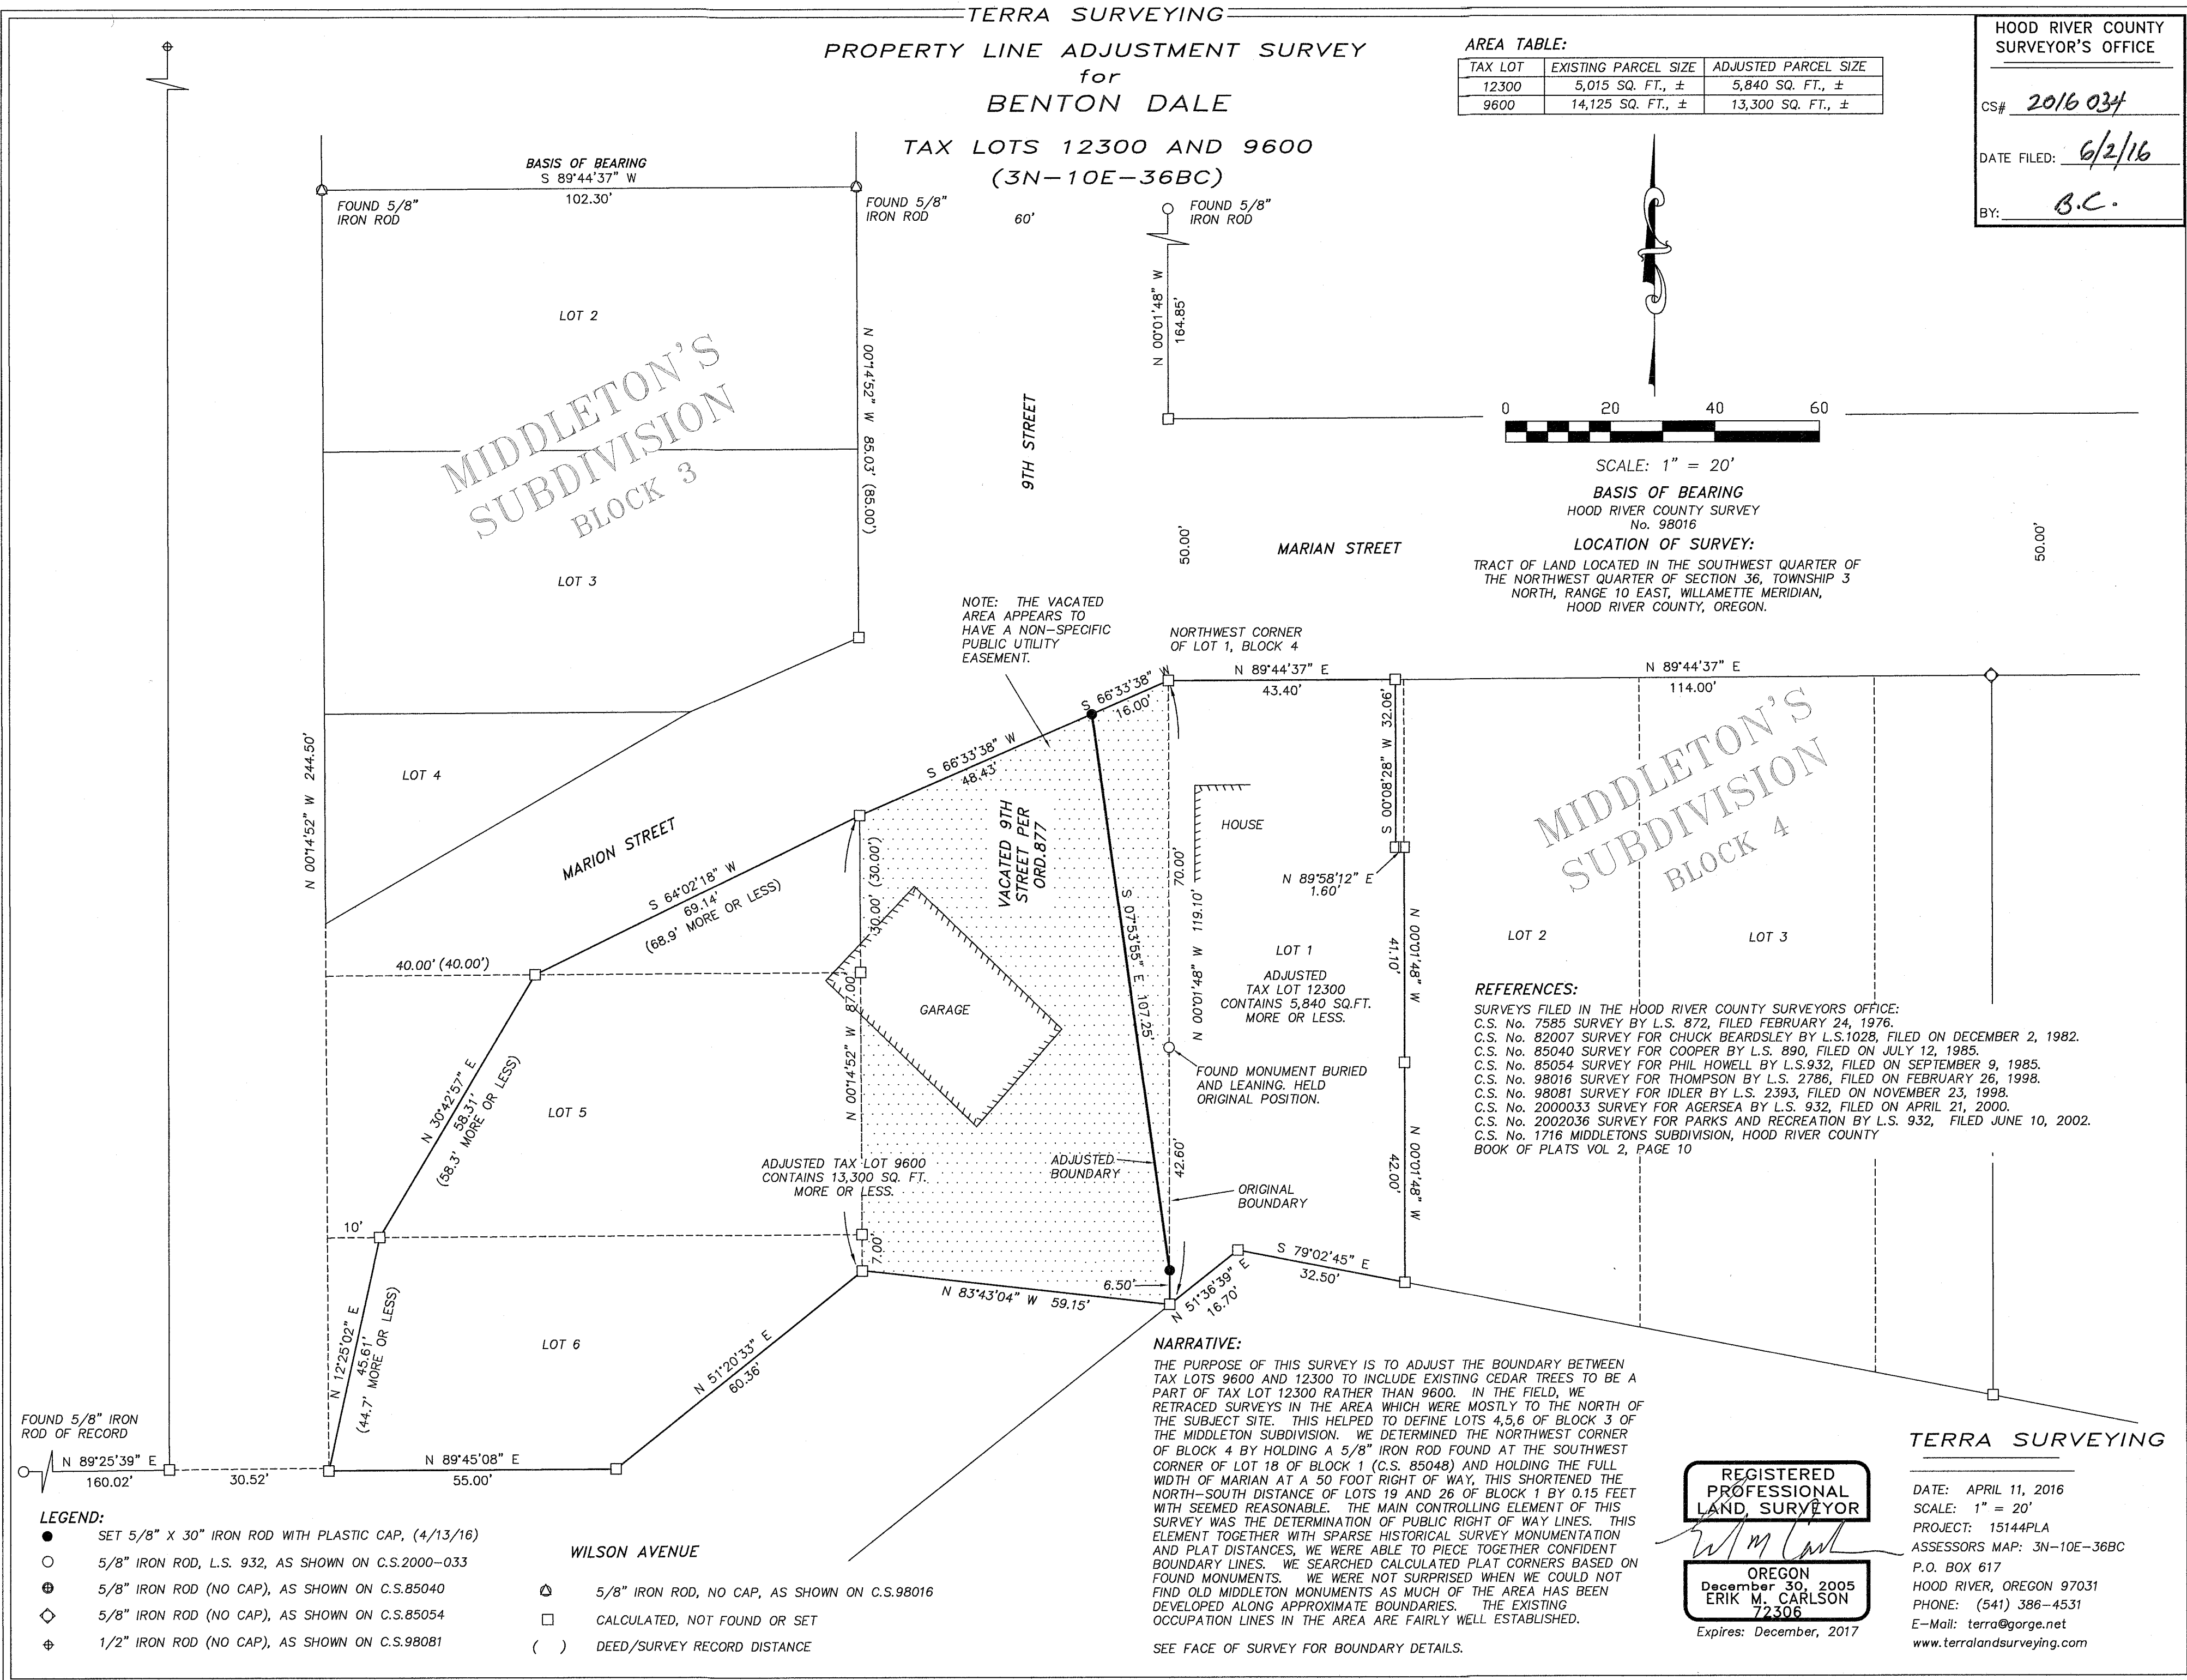 TERRA SURVEYING
PROPERTY LINE ADJUSTMENT SURVEY
for
BENTON DALE
TAX LOTS 12300 AND 9600
(3N-10E-36BC)
AREA TABLE:
TAX LOT EXISTING PARCEL SIZE ADJUSTED PARCEL SIZE
12300 5,015 SQ. FT., ± 5,840 SQ. FT., ±
9600 14,125 SQ. FT., ± 13,300 SQ. FT., ±
HOOD RIVER COUNTY
SURVEYOR'S OFFICE
CS# 2016 034
DATE FILED: 6/2/16
BY: B.C.
BASIS OF BEARING
S 89°44'37" W
102.30'
FOUND 5/8"
IRON ROD
FOUND 5/8"
IRON ROD
60'
FOUND 5/8"
IRON ROD
N 00°01'48" W
164.85'
LOT 2
MIDDLETON'S
SUBDIVISION
BLOCK 3
N 00°14'52" W 85.03' (85.00')
9TH STREET
LOT 3
0 20 40 60
SCALE: 1" = 20'
BASIS OF BEARING
HOOD RIVER COUNTY SURVEY
No. 98016
LOCATION OF SURVEY:
TRACT OF LAND LOCATED IN THE SOUTHWEST QUARTER OF
THE NORTHWEST QUARTER OF SECTION 36, TOWNSHIP 3
NORTH, RANGE 10 EAST, WILLAMETTE MERIDIAN,
HOOD RIVER COUNTY, OREGON.
50.00'
MARIAN STREET
50.00'
NOTE: THE VACATED
AREA APPEARS TO
HAVE A NON-SPECIFIC
PUBLIC UTILITY
EASEMENT.
NORTHWEST CORNER
OF LOT 1, BLOCK 4
N 89°44'37" E
43.40'
N 89°44'37" E
114.00'
S 66°33'38" W
16.00'
S 66°33'38" W
48.43'
N 00°14'52" W 244.50'
LOT 4
MARION STREET
S 64°02'18" W
69.14'
(68.9' MORE OR LESS)
30.00' (30.00')
VACATED 9TH
STREET PER
ORD.877
S 07°53'55" E 107.25'
70.00'
N 00°01'48" W 119.10'
HOUSE
S 00°08'28" W 32.06'
N 89°58'12" E
1.60'
MIDDLETON'S
SUBDIVISION
BLOCK 4
LOT 2
LOT 3
N 00°01'48" W
41.10'
LOT 1
ADJUSTED
TAX LOT 12300
CONTAINS 5,840 SQ.FT.
MORE OR LESS.
40.00' (40.00')
GARAGE
N 00°14'52" W 87.00'
FOUND MONUMENT BURIED
AND LEANING. HELD
ORIGINAL POSITION.
REFERENCES:
SURVEYS FILED IN THE HOOD RIVER COUNTY SURVEYORS OFFICE:
C.S. No. 7585 SURVEY BY L.S. 872, FILED FEBRUARY 24, 1976.
C.S. No. 82007 SURVEY FOR CHUCK BEARDSLEY BY L.S.1028, FILED ON DECEMBER 2, 1982.
C.S. No. 85040 SURVEY FOR COOPER BY L.S. 890, FILED ON JULY 12, 1985.
C.S. No. 85054 SURVEY FOR PHIL HOWELL BY L.S.932, FILED ON SEPTEMBER 9, 1985.
C.S. No. 98016 SURVEY FOR THOMPSON BY L.S. 2786, FILED ON FEBRUARY 26, 1998.
C.S. No. 98081 SURVEY FOR IDLER BY L.S. 2393, FILED ON NOVEMBER 23, 1998.
C.S. No. 2000033 SURVEY FOR AGERSEA BY L.S. 932, FILED ON APRIL 21, 2000.
C.S. No. 2002036 SURVEY FOR PARKS AND RECREATION BY L.S. 932, FILED JUNE 10, 2002.
C.S. No. 1716 MIDDLETONS SUBDIVISION, HOOD RIVER COUNTY
BOOK OF PLATS VOL 2, PAGE 10
N 30°42'57" E
58.31'
(58.3' MORE OR LESS)
LOT 5
ADJUSTED TAX LOT 9600
CONTAINS 13,300 SQ. FT.
MORE OR LESS.
ADJUSTED
BOUNDARY
42.60'
ORIGINAL
BOUNDARY
N 00°01'48" W
42.00'
10'
7.00'
6.50'
N 83°43'04" W 59.15'
N 51°36'39" E
16.70'
S 79°02'45" E
32.50'
N 12°25'02" E
45.61'
(44.7' MORE OR LESS)
LOT 6
N 51°20'33" E
60.36'
FOUND 5/8" IRON
ROD OF RECORD
N 89°25'39" E
160.02'
30.52'
N 89°45'08" E
55.00'
NARRATIVE:
THE PURPOSE OF THIS SURVEY IS TO ADJUST THE BOUNDARY BETWEEN
TAX LOTS 9600 AND 12300 TO INCLUDE EXISTING CEDAR TREES TO BE A
PART OF TAX LOT 12300 RATHER THAN 9600. IN THE FIELD, WE
RETRACED SURVEYS IN THE AREA WHICH WERE MOSTLY TO THE NORTH OF
THE SUBJECT SITE. THIS HELPED TO DEFINE LOTS 4,5,6 OF BLOCK 3 OF
THE MIDDLETON SUBDIVISION. WE DETERMINED THE NORTHWEST CORNER
OF BLOCK 4 BY HOLDING A 5/8" IRON ROD FOUND AT THE SOUTHWEST
CORNER OF LOT 18 OF BLOCK 1 (C.S. 85048) AND HOLDING THE FULL
WIDTH OF MARIAN AT A 50 FOOT RIGHT OF WAY, THIS SHORTENED THE
NORTH-SOUTH DISTANCE OF LOTS 19 AND 26 OF BLOCK 1 BY 0.15 FEET
WITH SEEMED REASONABLE. THE MAIN CONTROLLING ELEMENT OF THIS
SURVEY WAS THE DETERMINATION OF PUBLIC RIGHT OF WAY LINES. THIS
ELEMENT TOGETHER WITH SPARSE HISTORICAL SURVEY MONUMENTATION
AND PLAT DISTANCES, WE WERE ABLE TO PIECE TOGETHER CONFIDENT
BOUNDARY LINES. WE SEARCHED CALCULATED PLAT CORNERS BASED ON
FOUND MONUMENTS. WE WERE NOT SURPRISED WHEN WE COULD NOT
FIND OLD MIDDLETON MONUMENTS AS MUCH OF THE AREA HAS BEEN
DEVELOPED ALONG APPROXIMATE BOUNDARIES. THE EXISTING
OCCUPATION LINES IN THE AREA ARE FAIRLY WELL ESTABLISHED.
SEE FACE OF SURVEY FOR BOUNDARY DETAILS.
LEGEND:
SET 5/8" X 30" IRON ROD WITH PLASTIC CAP, (4/13/16)
5/8" IRON ROD, L.S. 932, AS SHOWN ON C.S.2000-033
5/8" IRON ROD (NO CAP), AS SHOWN ON C.S.85040
5/8" IRON ROD (NO CAP), AS SHOWN ON C.S.85054
1/2" IRON ROD (NO CAP), AS SHOWN ON C.S.98081
WILSON AVENUE
5/8" IRON ROD, NO CAP, AS SHOWN ON C.S.98016
CALCULATED, NOT FOUND OR SET
( ) DEED/SURVEY RECORD DISTANCE
REGISTERED
PROFESSIONAL
LAND SURVEYOR
OREGON
December 30, 2005
ERIK M. CARLSON
72306
Expires: December, 2017
TERRA SURVEYING
DATE: APRIL 11, 2016
SCALE: 1" = 20'
PROJECT: 15144PLA
ASSESSORS MAP: 3N-10E-36BC
P.O. BOX 617
HOOD RIVER, OREGON 97031
PHONE: (541) 386-4531
E-Mail: terra@gorge.net
www.terralandsurveying.com